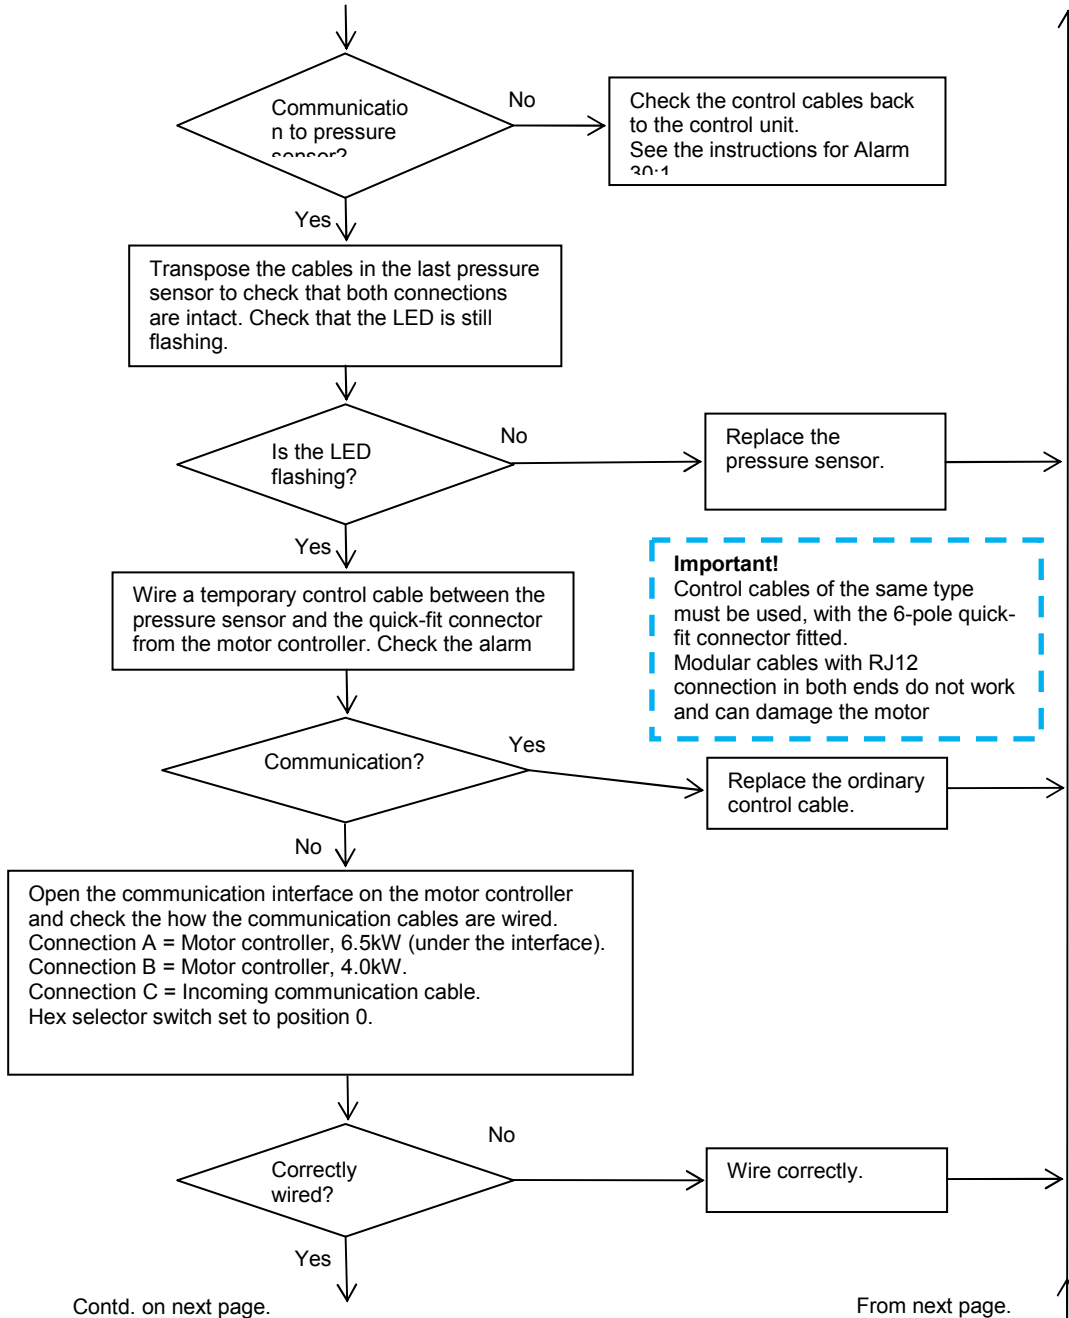 Communicatio
n to pressure
sensor?
No
Check the control cables back
to the control unit.
See the instructions for Alarm
30:1
Yes
Transpose the cables in the last pressure
sensor to check that both connections
are intact. Check that the LED is still
flashing.
Is the LED
flashing?
No
Replace the
pressure sensor.
Yes
Important!
Control cables of the same type
must be used, with the 6-pole quick-
fit connector fitted.
Modular cables with RJ12
connection in both ends do not work
and can damage the motor
Wire a temporary control cable between the
pressure sensor and the quick-fit connector
from the motor controller. Check the alarm
Communication?
Yes
Replace the ordinary
control cable.
No
Open the communication interface on the motor controller
and check the how the communication cables are wired.
Connection A = Motor controller, 6.5kW (under the interface).
Connection B = Motor controller, 4.0kW.
Connection C = Incoming communication cable.
Hex selector switch set to position 0.
Correctly
wired?
No
Wire correctly.
Yes
Contd. on next page.
From next page.